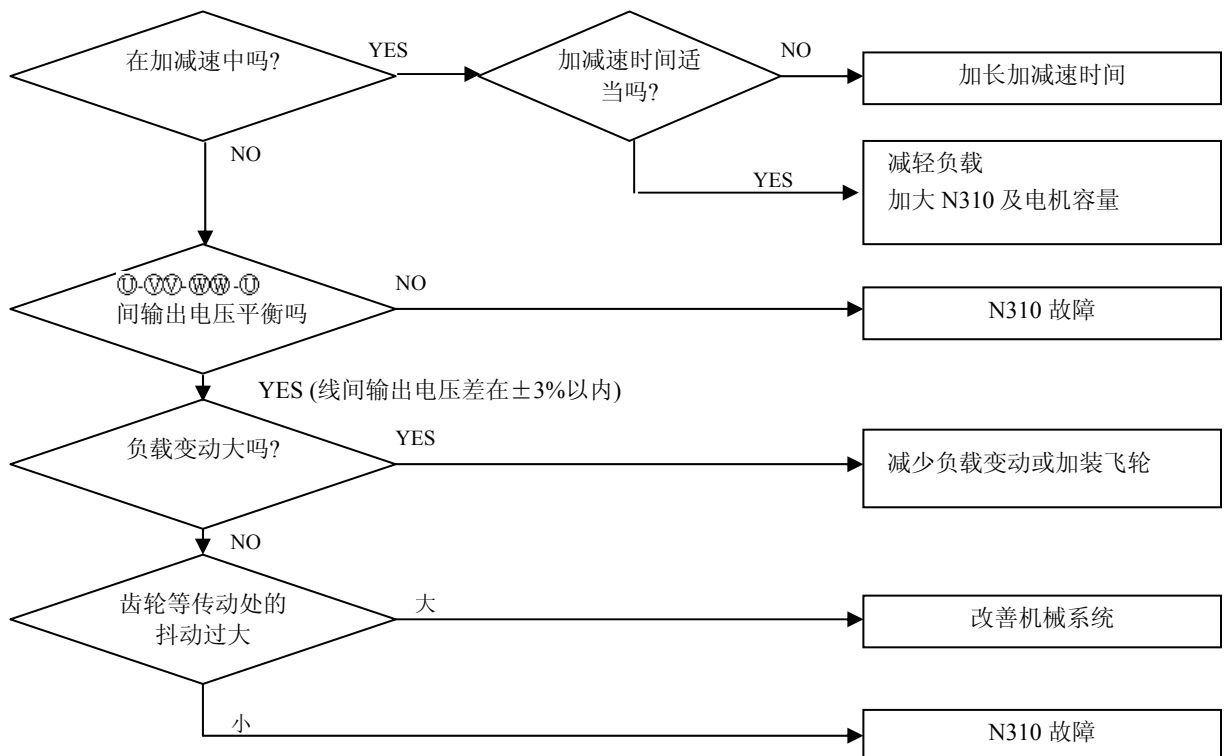 在加减速中吗?
YES
加减速时间适
当吗?
NO
加长加减速时间
NO
YES
减轻负载
加大 N310 及电机容量
Ⓤ-ⓋⓋ-ⓌⓌ-Ⓤ
间输出电压平衡吗
NO
N310 故障
YES (线间输出电压差在±3%以内)
负载变动大吗?
YES
减少负载变动或加装飞轮
NO
齿轮等传动处的
抖动过大
大
改善机械系统
小
N310 故障